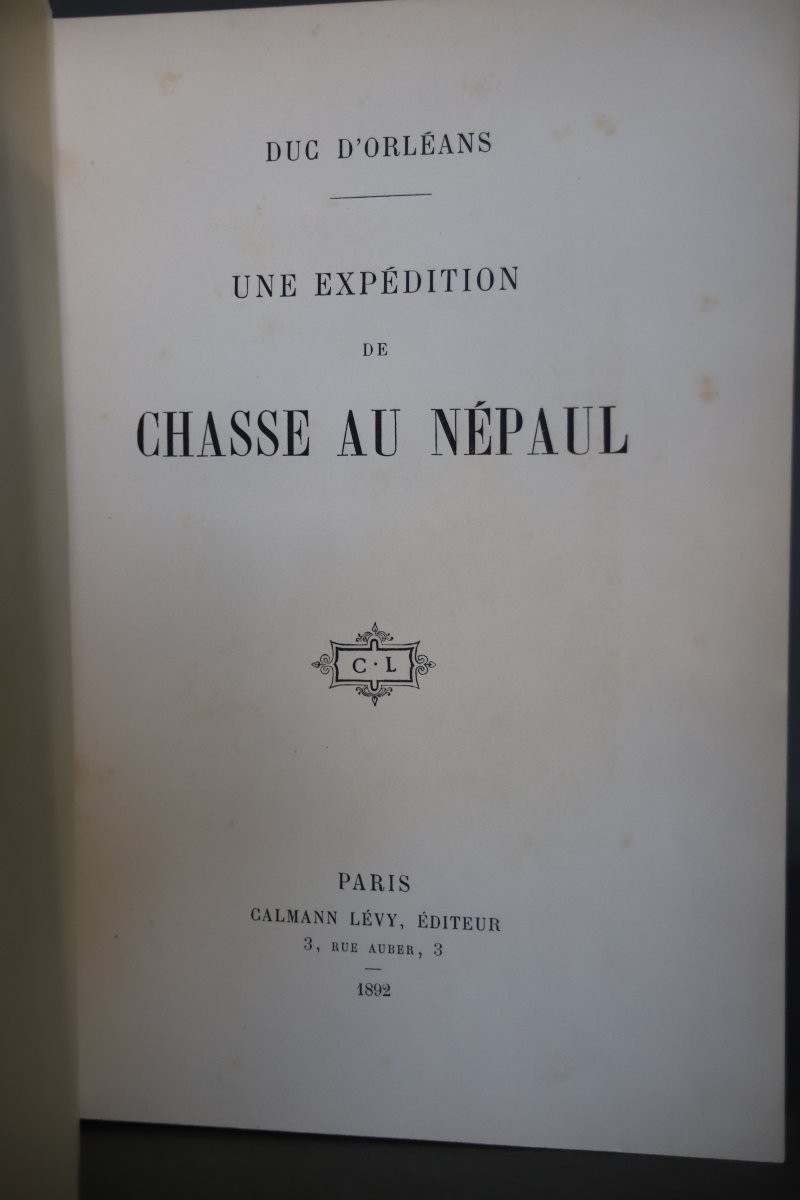 DUC D'ORLÉANS
UNE EXPÉDITION
DE
CHASSE AU NÉPAUL
C · L
PARIS
CALMANN LÉVY, ÉDITEUR
3, RUE AUBER, 3
1892